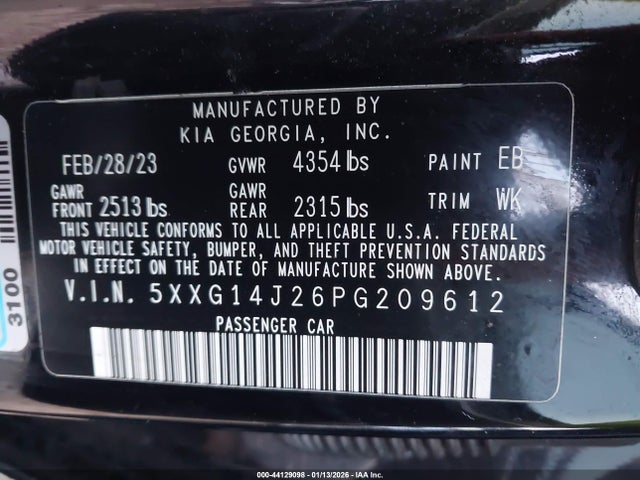 MANUFACTURED BY
KIA GEORGIA, INC.
FEB/28/23 GVWR 4354 lbs PAINT EB
GAWR FRONT 2513 lbs GAWR REAR 2315 lbs TRIM WK
THIS VEHICLE CONFORMS TO ALL APPLICABLE U.S.A. FEDERAL
MOTOR VEHICLE SAFETY, BUMPER, AND THEFT PREVENTION STANDARDS
IN EFFECT ON THE DATE OF MANUFACTURE SHOWN ABOVE.
V.I.N. 5XXG14J26PG209612
PASSENGER CAR
3100
000-44129098 - 01/13/2026 - IAA Inc.